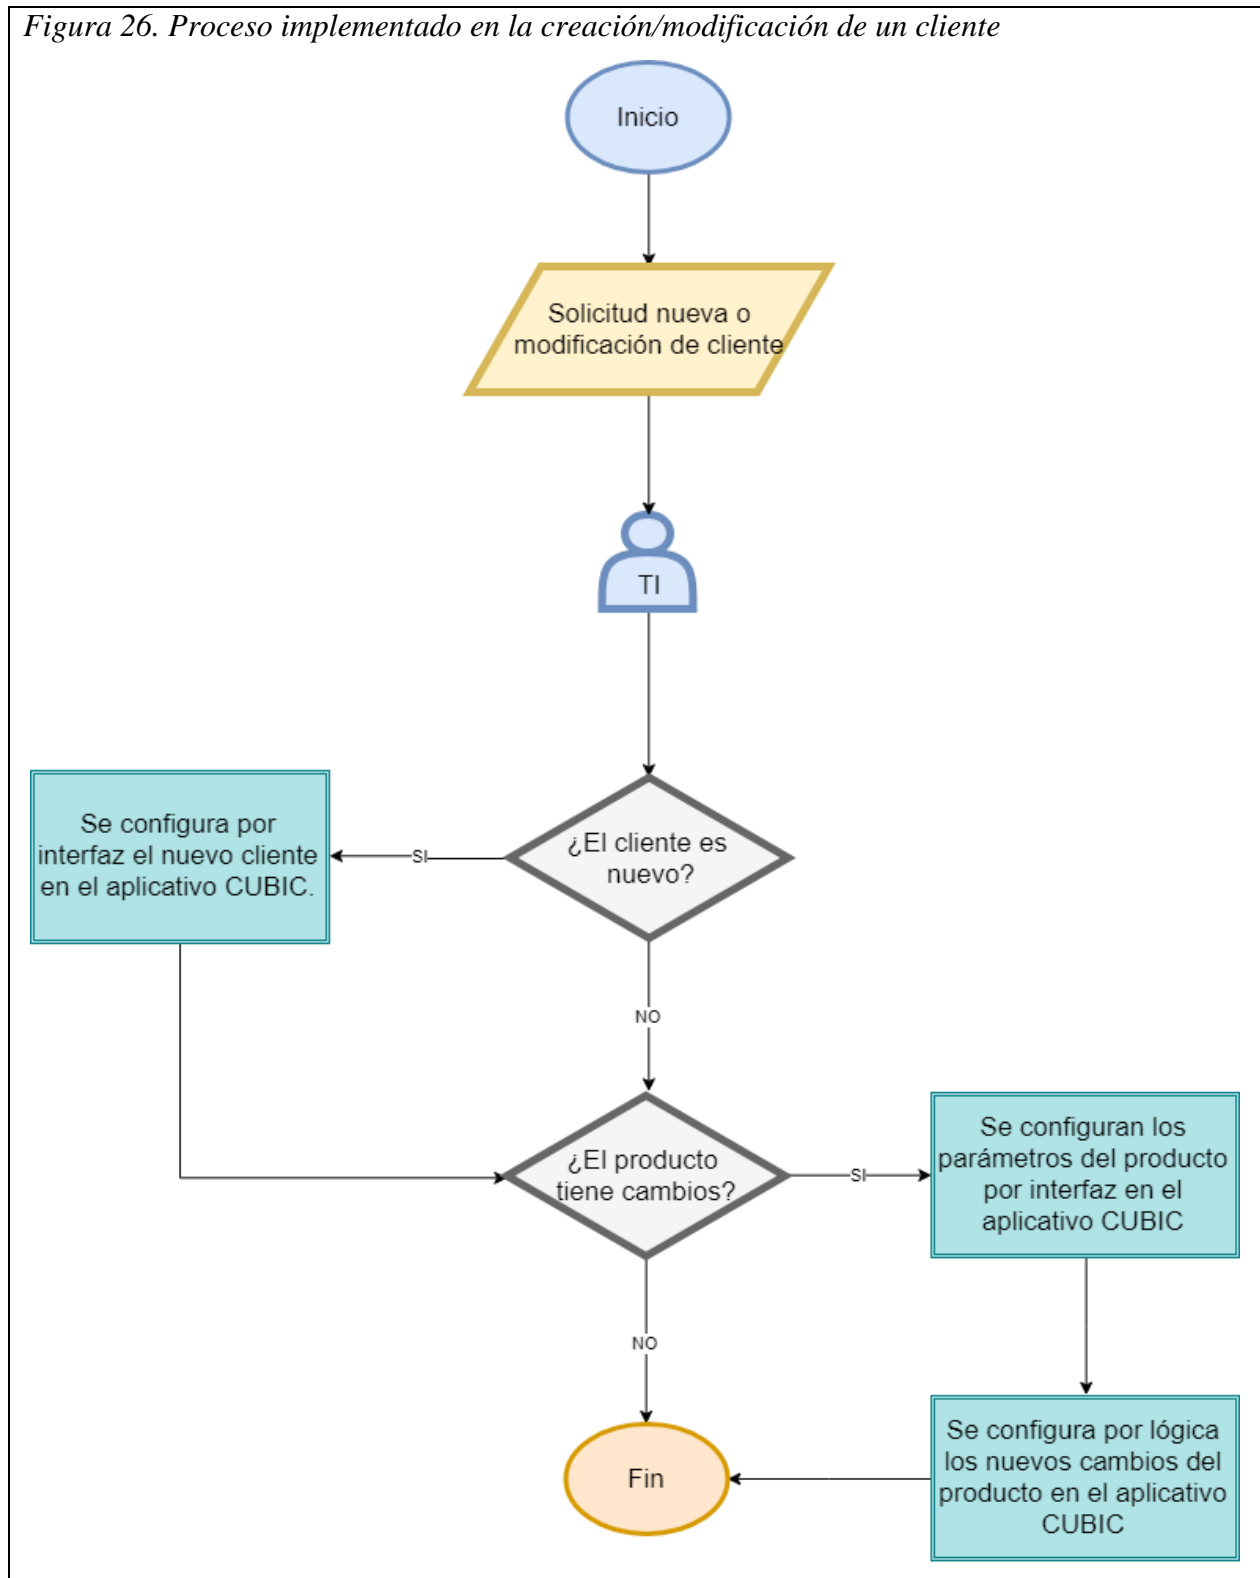 Figura 26. Proceso implementado en la creación/modificación de un cliente
Inicio
Solicitud nueva o
modificación de cliente
TI
¿El cliente es
nuevo?
SI
Se configura por
interfaz el nuevo cliente
en el aplicativo CUBIC.
NO
¿El producto
tiene cambios?
SI
Se configuran los
parámetros del producto
por interfaz en el
aplicativo CUBIC
NO
Se configura por lógica
los nuevos cambios del
producto en el aplicativo
CUBIC
Fin